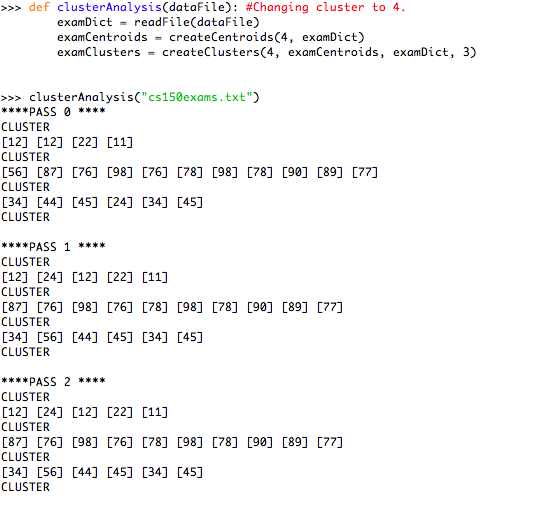 >>> def clusterAnalysis(dataFile): #Changing cluster to 4.
        examDict = readFile(dataFile)
        examCentroids = createCentroids(4, examDict)
        examClusters = createClusters(4, examCentroids, examDict, 3)
>>> clusterAnalysis("cs150exams.txt")
****PASS 0 ****
CLUSTER
[12] [12] [22] [11]
CLUSTER
[56] [87] [76] [98] [76] [78] [98] [78] [90] [89] [77]
CLUSTER
[34] [44] [45] [24] [34] [45]
CLUSTER
****PASS 1 ****
CLUSTER
[12] [24] [12] [22] [11]
CLUSTER
[87] [76] [98] [76] [78] [98] [78] [90] [89] [77]
CLUSTER
[34] [56] [44] [45] [34] [45]
CLUSTER
****PASS 2 ****
CLUSTER
[12] [24] [12] [22] [11]
CLUSTER
[87] [76] [98] [76] [78] [98] [78] [90] [89] [77]
CLUSTER
[34] [56] [44] [45] [34] [45]
CLUSTER